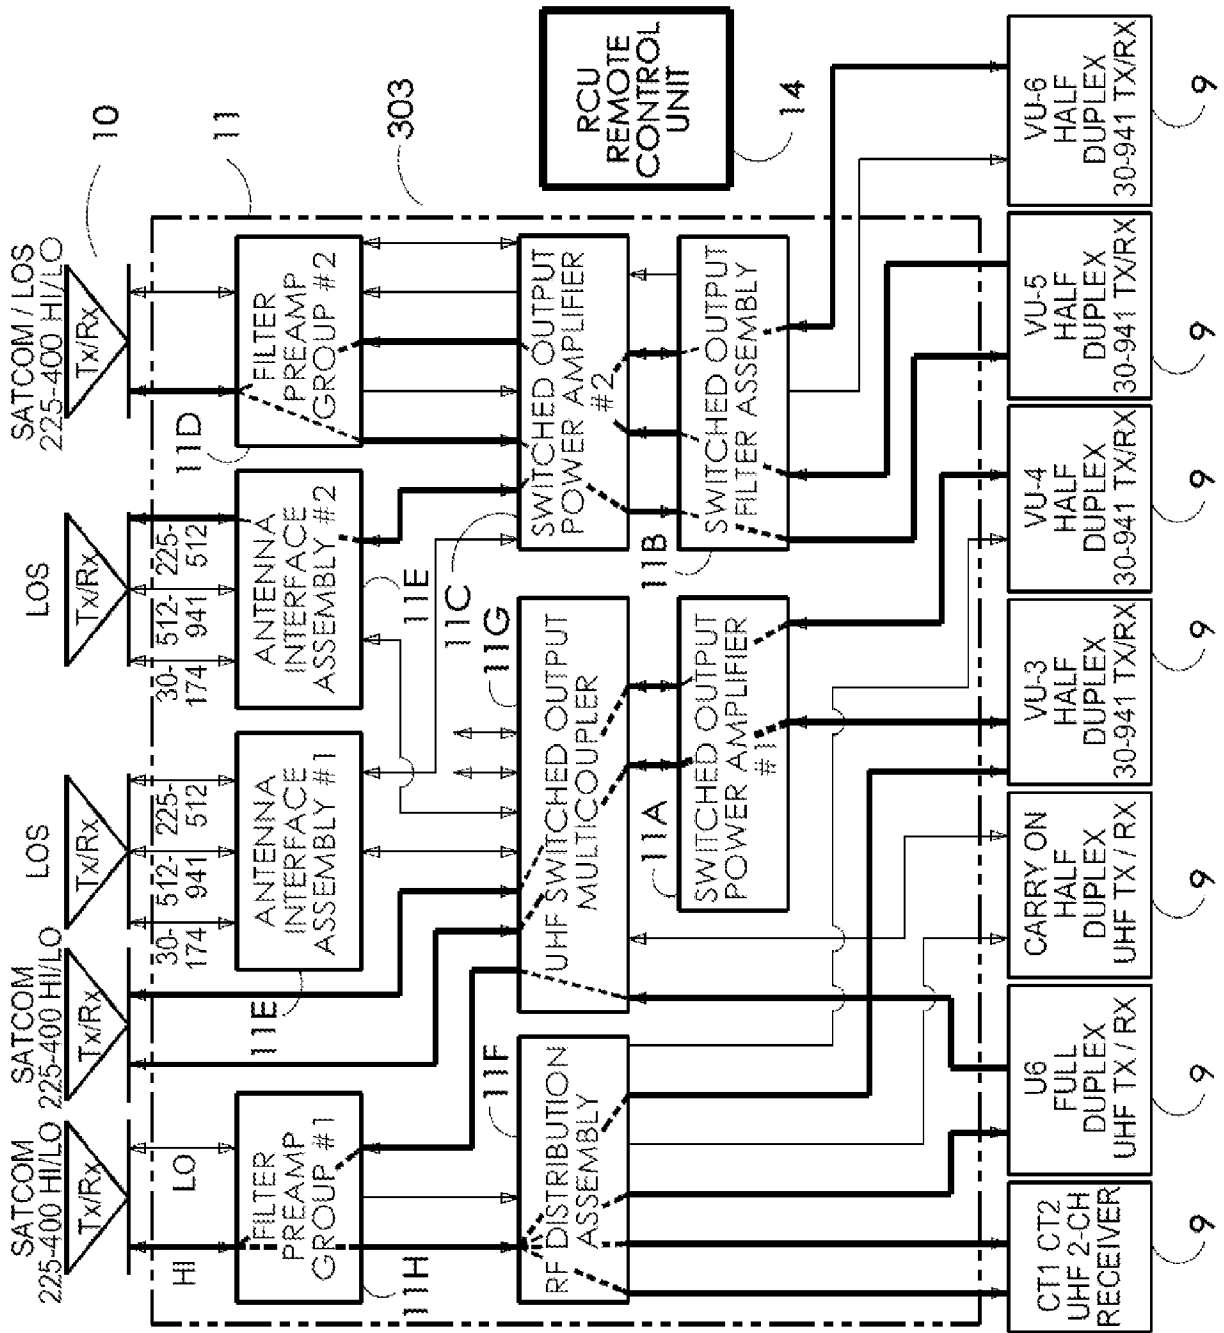 SATCOM
225-400 HI/LO
Tx/Rx
SATCOM
225-400 HI/LO
Tx/Rx
LOS
Tx/Rx
LOS
Tx/Rx
SATCOM / LOS
225-400 HI/LO
Tx/Rx
10
HI
LO
30-
174
512-
941
225-
512
30-
174
512-
941
225-
512
11
FILTER
PREAMP
GROUP #1
11H
ANTENNA
INTERFACE
ASSEMBLY #1
11E
ANTENNA
INTERFACE
ASSEMBLY #2
11E
FILTER
PREAMP
GROUP #2
11D
303
RF DISTRIBUTION
ASSEMBLY
11F
UHF SWITCHED OUTPUT
MULTICOUPLER
11G
SWITCHED OUTPUT
POWER AMPLIFIER
#2
11C
SWITCHED OUTPUT
POWER AMPLIFIER
#1
11A
SWITCHED OUTPUT
FILTER ASSEMBLY
11B
RCU
REMOTE
CONTROL
UNIT
14
CT1 CT2
UHF 2-CH
RECEIVER
9
U6
FULL
DUPLEX
UHF TX / RX
9
CARRY ON
HALF
DUPLEX
UHF TX / RX
9
VU-3
HALF
DUPLEX
30-941 TX/RX
9
VU-4
HALF
DUPLEX
30-941 TX/RX
9
VU-5
HALF
DUPLEX
30-941 TX/RX
9
VU-6
HALF
DUPLEX
30-941 TX/RX
9